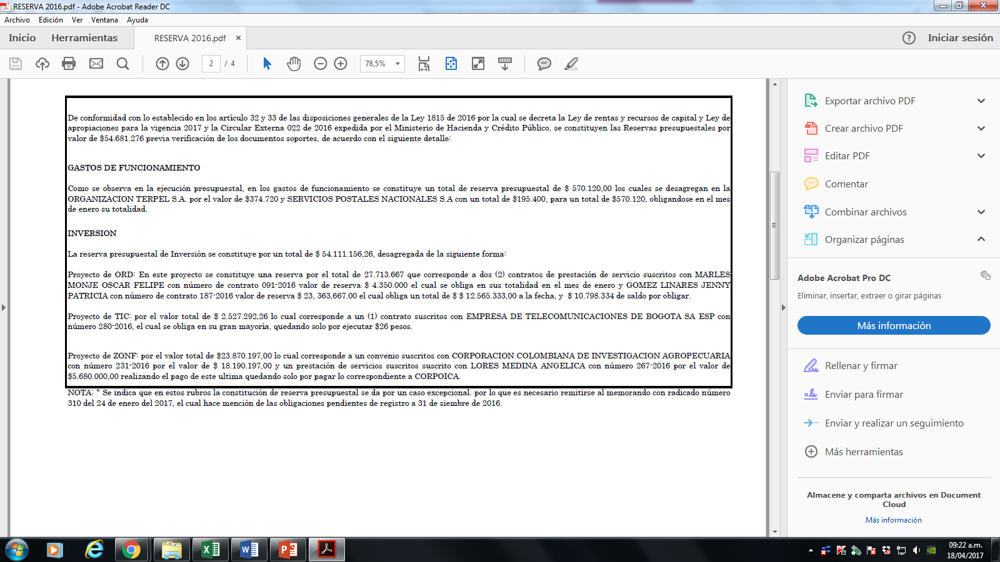 RESERVA 2016.pdf - Adobe Acrobat Reader DC
Archivo Edición Ver Ventana Ayuda
Inicio Herramientas RESERVA 2016.pdf × ? Iniciar sesión
2 / 4 78,5%
De conformidad con lo establecido en los artículo 32 y 33 de las disposiciones generales de la Ley 1815 de 2016 por la cual se decreta la Ley de rentas y recursos de capital y Ley de
apropiaciones para la vigencia 2017 y la Circular Externa 022 de 2016 expedida por el Ministerio de Hacienda y Crédito Público, se constituyen las Reservas presupuestales por
valor de $54.681.276 previa verificación de los documentos soportes, de acuerdo con el siguiente detalle:
GASTOS DE FUNCIONAMIENTO
Como se observa en la ejecución presupuestal, en los gastos de funcionamiento se constituye un total de reserva presupuestal de $ 570.120,00 los cuales se desagregan en la
ORGANIZACION TERPEL S.A. por el valor de $374.720 y SERVICIOS POSTALES NACIONALES S.A con un total de $195.400, para un total de $570.120, obligandose en el mes
de enero su totalidad.
INVERSION
La reserva presupuestal de Inversión se constituye por un total de $ 54.111.156,26, desagregada de la siguiente forma:
Proyecto de ORD: En este proyecto se constituye una reserva por el total de 27.713.667 que corresponde a dos (2) contratos de prestación de servicio suscritos con MARLES
MONJE OSCAR FELIPE con número de contrato 091-2016 valor de reserva $ 4.350.000 el cual se obliga en sus totalidad en el mes de enero y GOMEZ LINARES JENNY
PATRICIA con número de contrato 187-2016 valor de reserva $ 23, 363,667.00 el cual obliga un total de $ $ 12.565.333,00 a la fecha, y $ 10.798.334 de saldo por obligar.
Proyecto de TIC: por el valor total de $ 2.527.292,26 lo cual corresponde a un (1) contrato suscritos con EMPRESA DE TELECOMUNICACIONES DE BOGOTA SA ESP con
número 280-2016, el cual se obliga en su gran mayoría, quedando solo por ejecutar $26 pesos.
Proyecto de ZONF: por el valor total de $23.870.197,00 lo cual corresponde a un convenio suscritos con CORPORACION COLOMBIANA DE INVESTIGACION AGROPECUARIA
con número 231-2016 por el valor de $ 18.190.197,00 y un prestación de servicios suscritos suscrito con LORES MEDINA ANGELICA con número 267-2016 por el valor de
$5.680.000,00 realizando el pago de este ultima quedando solo por pagar lo correspondiente a CORPOICA.
NOTA: * Se indica que en estos rubros la constitución de reserva presupuestal se da por un caso excepcional. por lo que es necesario remitirse al memorando con radicado número
310 del 24 de enero del 2017, el cual hace mención de las obligaciones pendientes de registro a 31 de siembre de 2016.
Exportar archivo PDF
Crear archivo PDF
Editar PDF
Comentar
Combinar archivos
Organizar páginas
Adobe Acrobat Pro DC
Eliminar, insertar, extraer o girar páginas
Más información
Rellenar y firmar
Enviar para firmar
Enviar y realizar un seguimiento
Más herramientas
Almacene y comparta archivos en Document
Cloud
Más información
09:22 a.m.
18/04/2017